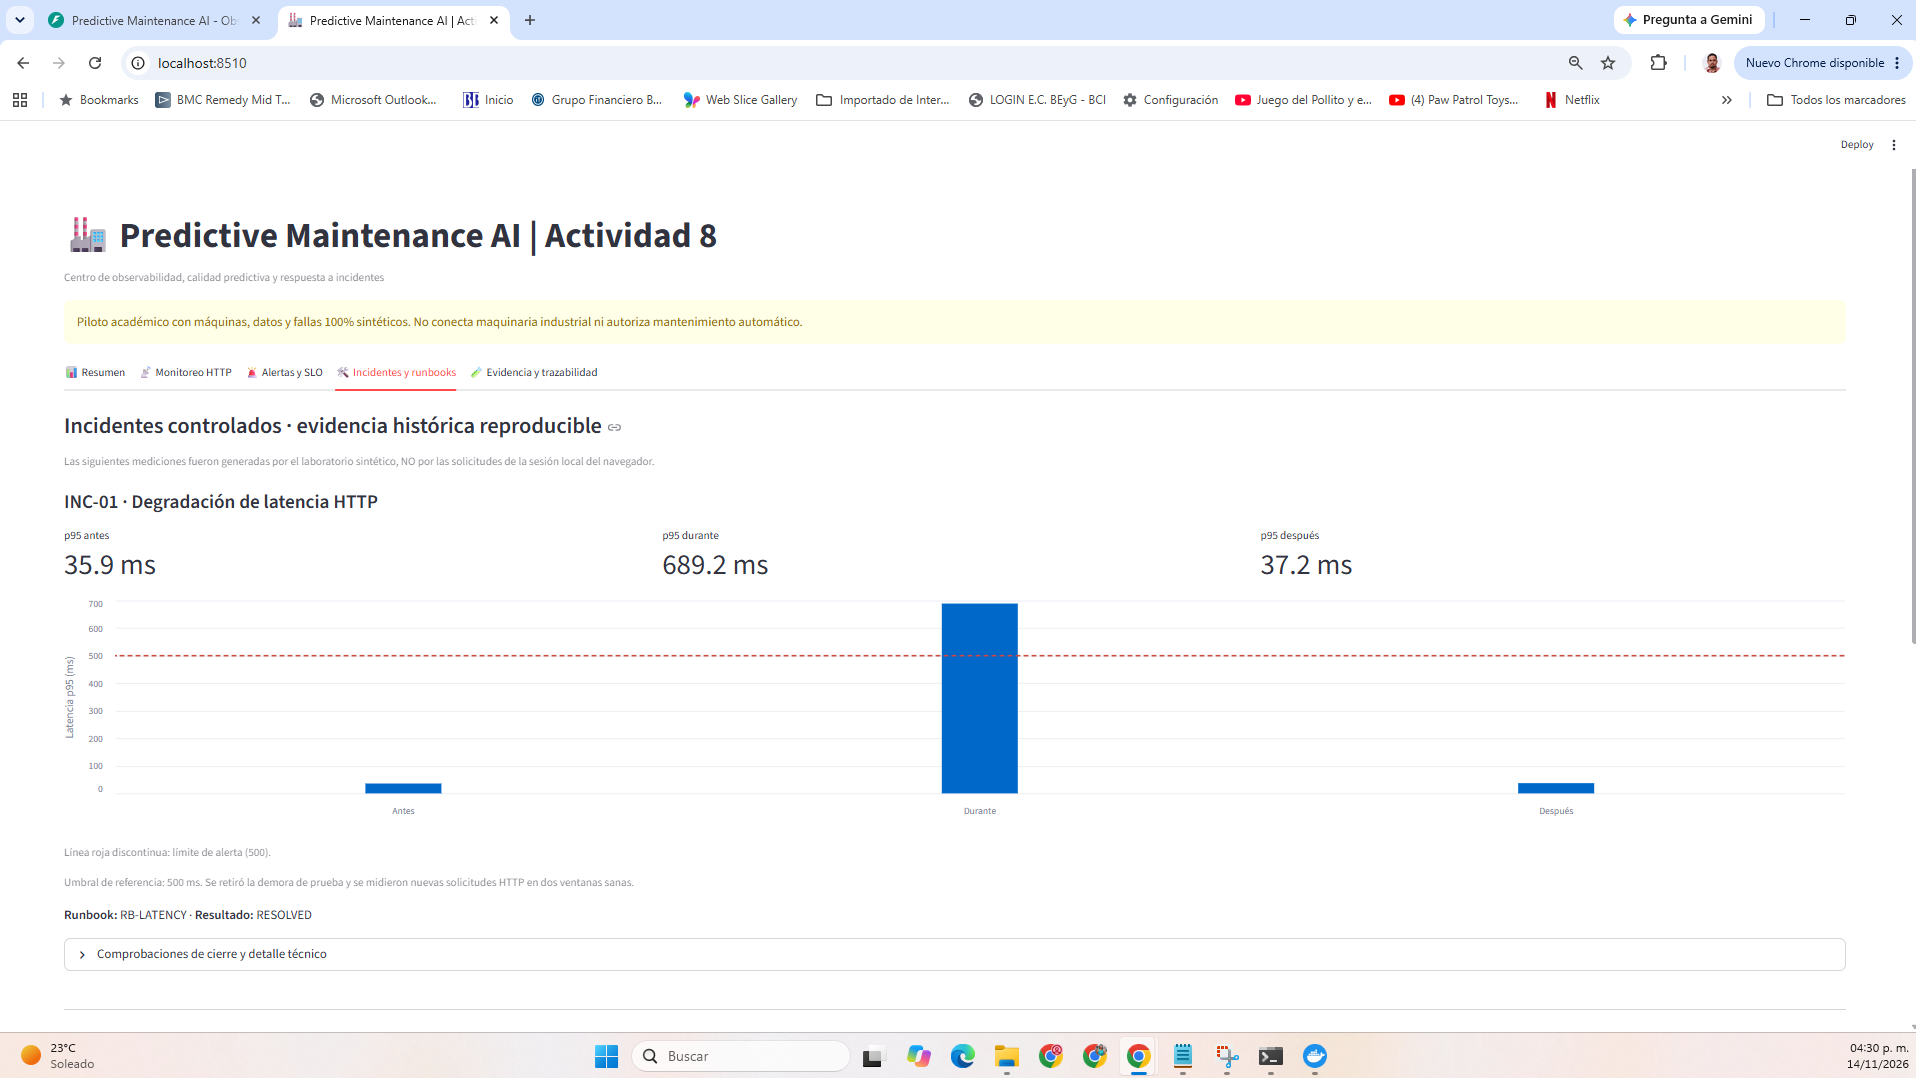 Predictive Maintenance AI - Ob
Predictive Maintenance AI | Act
Pregunta a Gemini
localhost:8510
Nuevo Chrome disponible
Bookmarks
BMC Remedy Mid T...
Microsoft Outlook...
Inicio
Grupo Financiero B...
Web Slice Gallery
Importado de Inter...
LOGIN E.C. BEyG - BCI
Configuración
Juego del Pollito y e...
(4) Paw Patrol Toys...
Netflix
Todos los marcadores
Deploy
Predictive Maintenance AI | Actividad 8
Centro de observabilidad, calidad predictiva y respuesta a incidentes
Piloto académico con máquinas, datos y fallas 100% sintéticos. No conecta maquinaria industrial ni autoriza mantenimiento automático.
Resumen
Monitoreo HTTP
Alertas y SLO
Incidentes y runbooks
Evidencia y trazabilidad
Incidentes controlados · evidencia histórica reproducible
Las siguientes mediciones fueron generadas por el laboratorio sintético, NO por las solicitudes de la sesión local del navegador.
INC-01 · Degradación de latencia HTTP
p95 antes
35.9 ms
p95 durante
689.2 ms
p95 después
37.2 ms
Latencia p95 (ms)
700
600
500
400
300
200
100
0
Antes
Durante
Después
Línea roja discontinua: límite de alerta (500).
Umbral de referencia: 500 ms. Se retiró la demora de prueba y se midieron nuevas solicitudes HTTP en dos ventanas sanas.
Runbook: RB-LATENCY · Resultado: RESOLVED
Comprobaciones de cierre y detalle técnico
23°C
Soleado
Buscar
04:30 p. m.
14/11/2026